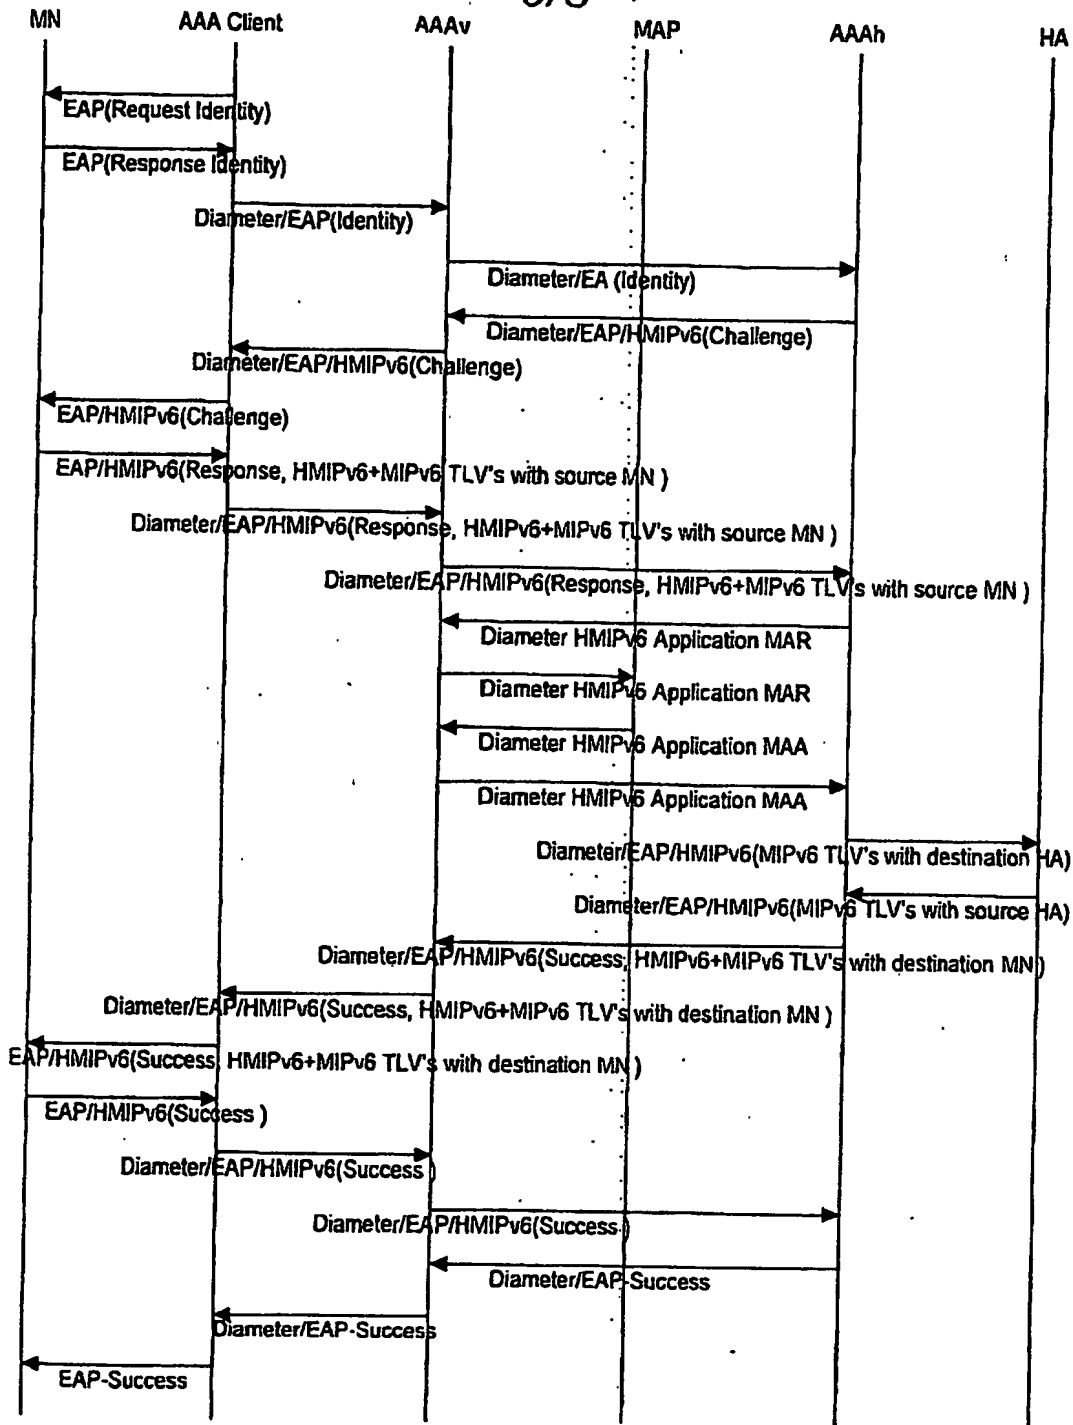 MN
AAA Client
AAAv
MAP
AAAh
HA
EAP(Request Identity)
EAP(Response Identity)
Diameter/EAP(Identity)
Diameter/EA (Identity)
Diameter/EAP/HMIPv6(Challenge)
Diameter/EAP/HMIPv6(Challenge)
EAP/HMIPv6(Challenge)
EAP/HMIPv6(Response, HMIPv6+MIPv6 TLV's with source MN )
Diameter/EAP/HMIPv6(Response, HMIPv6+MIPv6 TLV's with source MN )
Diameter/EAP/HMIPv6(Response, HMIPv6+MIPv6 TLV's with source MN )
Diameter HMIPv6 Application MAR
Diameter HMIPv6 Application MAR
Diameter HMIPv6 Application MAA
Diameter HMIPv6 Application MAA
Diameter/EAP/HMIPv6(MIPv6 TLV's with destination HA)
Diameter/EAP/HMIPv6(MIPv6 TLV's with source HA)
Diameter/EAP/HMIPv6(Success, HMIPv6+MIPv6 TLV's with destination MN )
Diameter/EAP/HMIPv6(Success, HMIPv6+MIPv6 TLV's with destination MN )
EAP/HMIPv6(Success, HMIPv6+MIPv6 TLV's with destination MN )
EAP/HMIPv6(Success )
Diameter/EAP/HMIPv6(Success )
Diameter/EAP/HMIPv6(Success )
Diameter/EAP-Success
Diameter/EAP-Success
EAP-Success